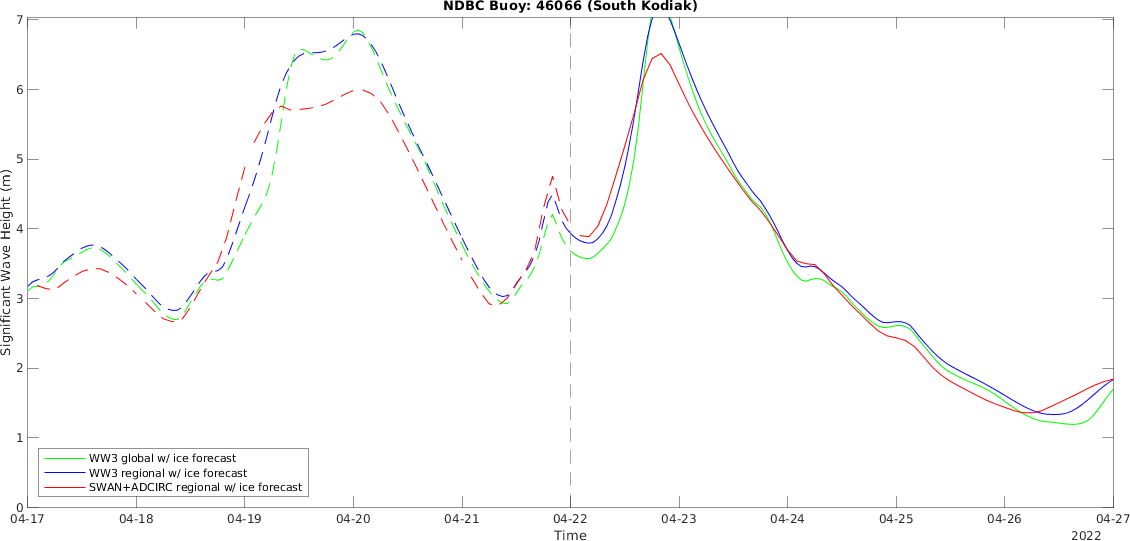 NDBC Buoy: 46066 (South Kodiak)
7
6
5
4
3
2
1
0
Significant Wave Height (m)
WW3 global w/ ice forecast
WW3 regional w/ ice forecast
SWAN+ADCIRC regional w/ ice forecast
04-17 04-18 04-19 04-20 04-21 04-22 04-23 04-24 04-25 04-26 04-27
Time
2022